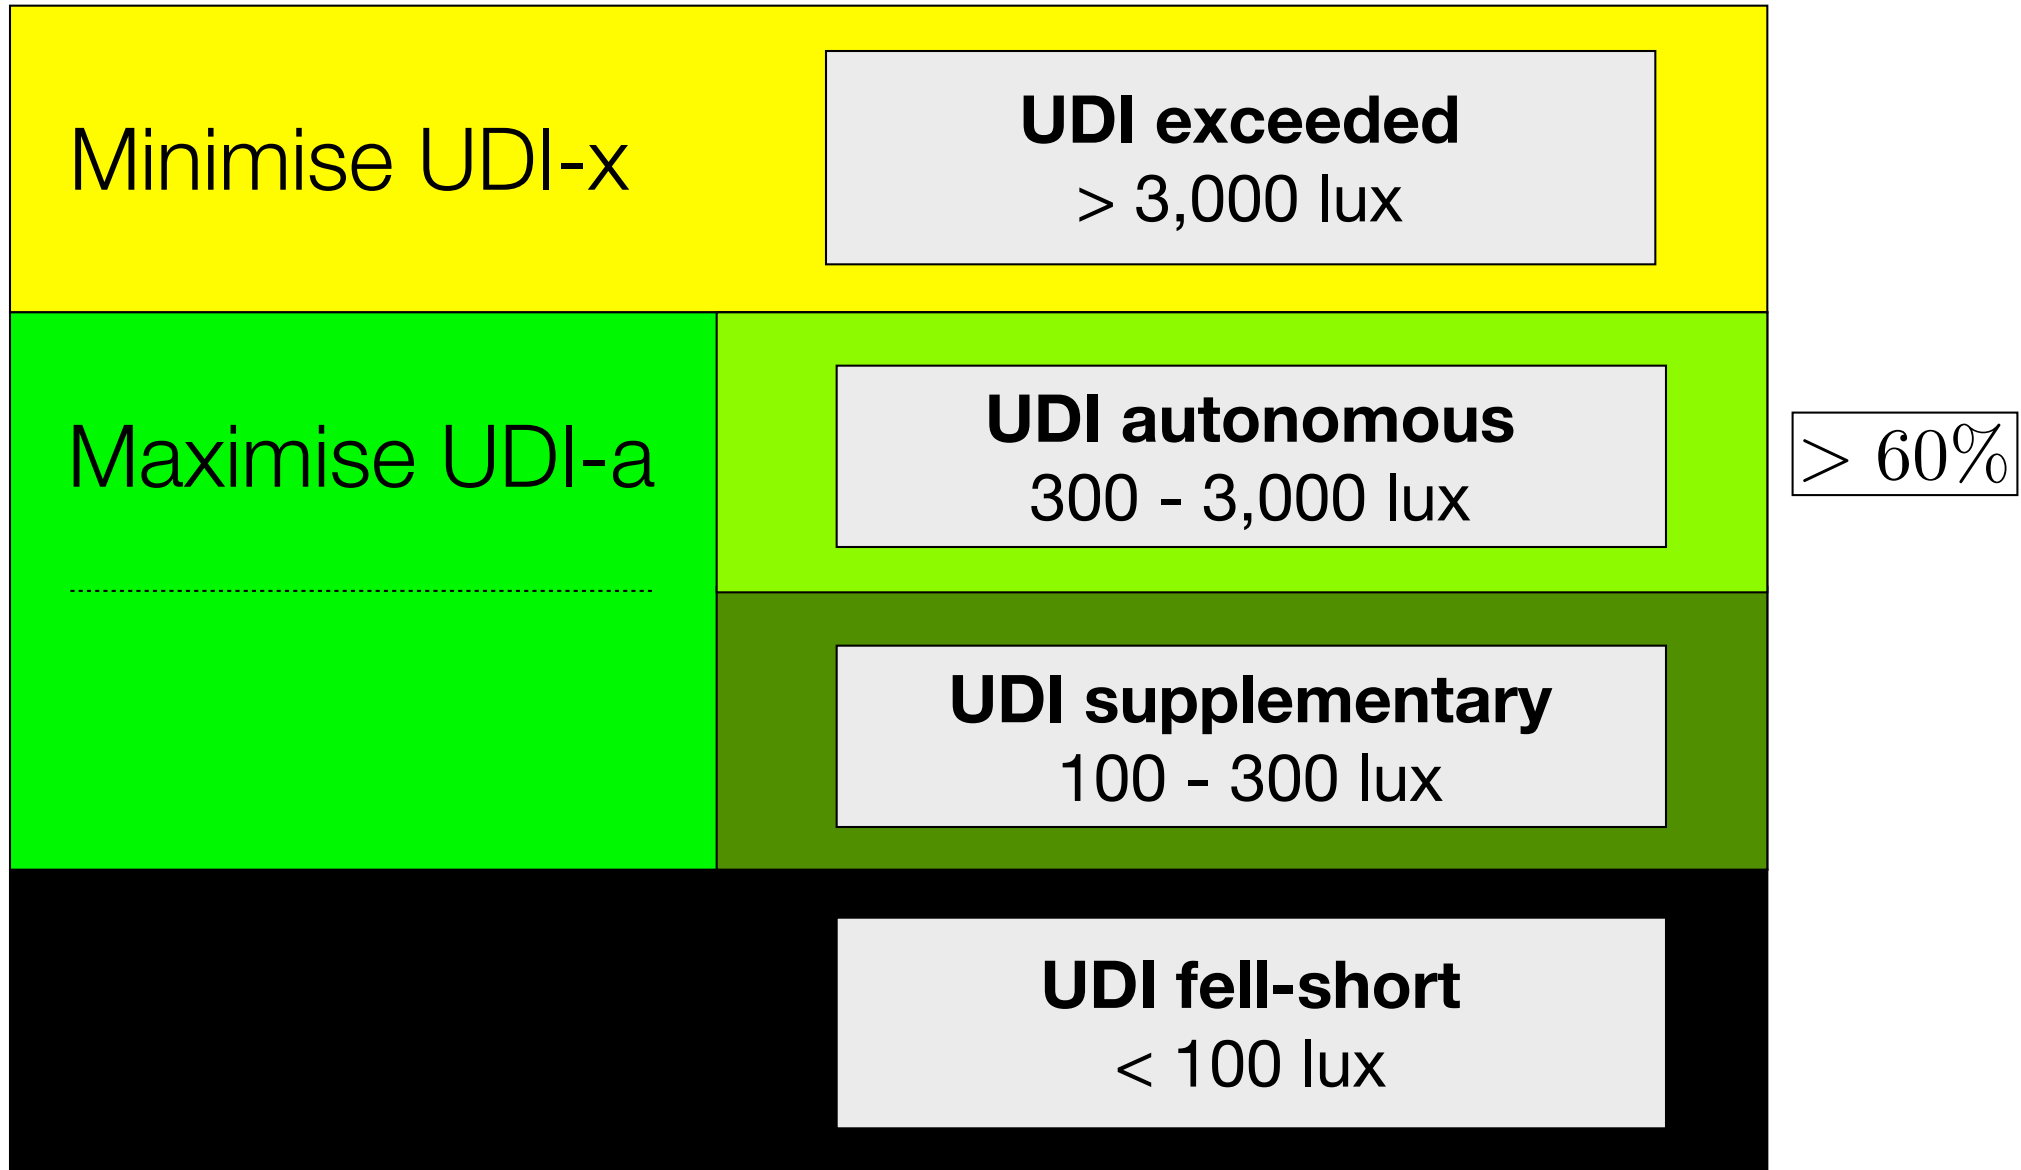 Minimise UDI-x
UDI exceeded
> 3,000 lux
Maximise UDI-a
UDI autonomous
300 - 3,000 lux
> 60%
UDI supplementary
100 - 300 lux
UDI fell-short
< 100 lux